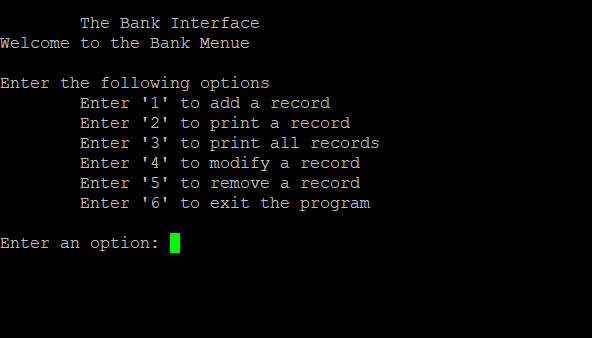 The Bank Interface
Welcome to the Bank Menue
Enter the following options
Enter '1' to add a record
Enter '2' to print a record
Enter '3' to print all records
Enter '4' to modify a record
Enter '5' to remove a record
Enter '6' to exit the program
Enter an option: